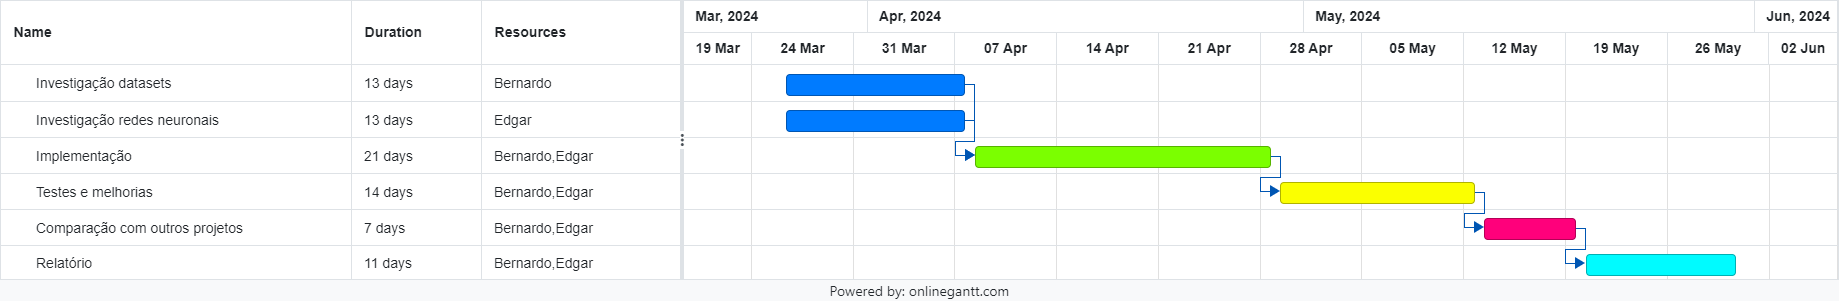 Name Duration Resources Mar, 2024 Apr, 2024 May, 2024 Jun, 2024
19 Mar 24 Mar 31 Mar 07 Apr 14 Apr 21 Apr 28 Apr 05 May 12 May 19 May 26 May 02 Jun
Investigação datasets 13 days Bernardo
Investigação redes neuronais 13 days Edgar
Implementação 21 days Bernardo,Edgar
Testes e melhorias 14 days Bernardo,Edgar
Comparação com outros projetos 7 days Bernardo,Edgar
Relatório 11 days Bernardo,Edgar
Powered by: onlinegantt.com